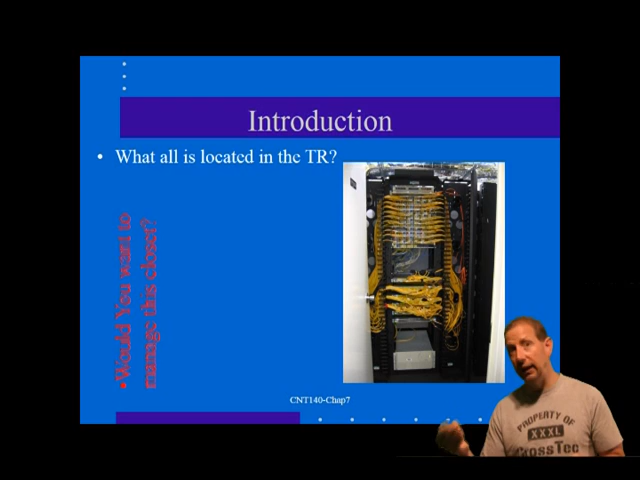 Introduction
• What all is located in the TR?
•Would You want to
manage this closet?
CNT140-Chap7
PROPERTY OF
XXXL
CrossTec